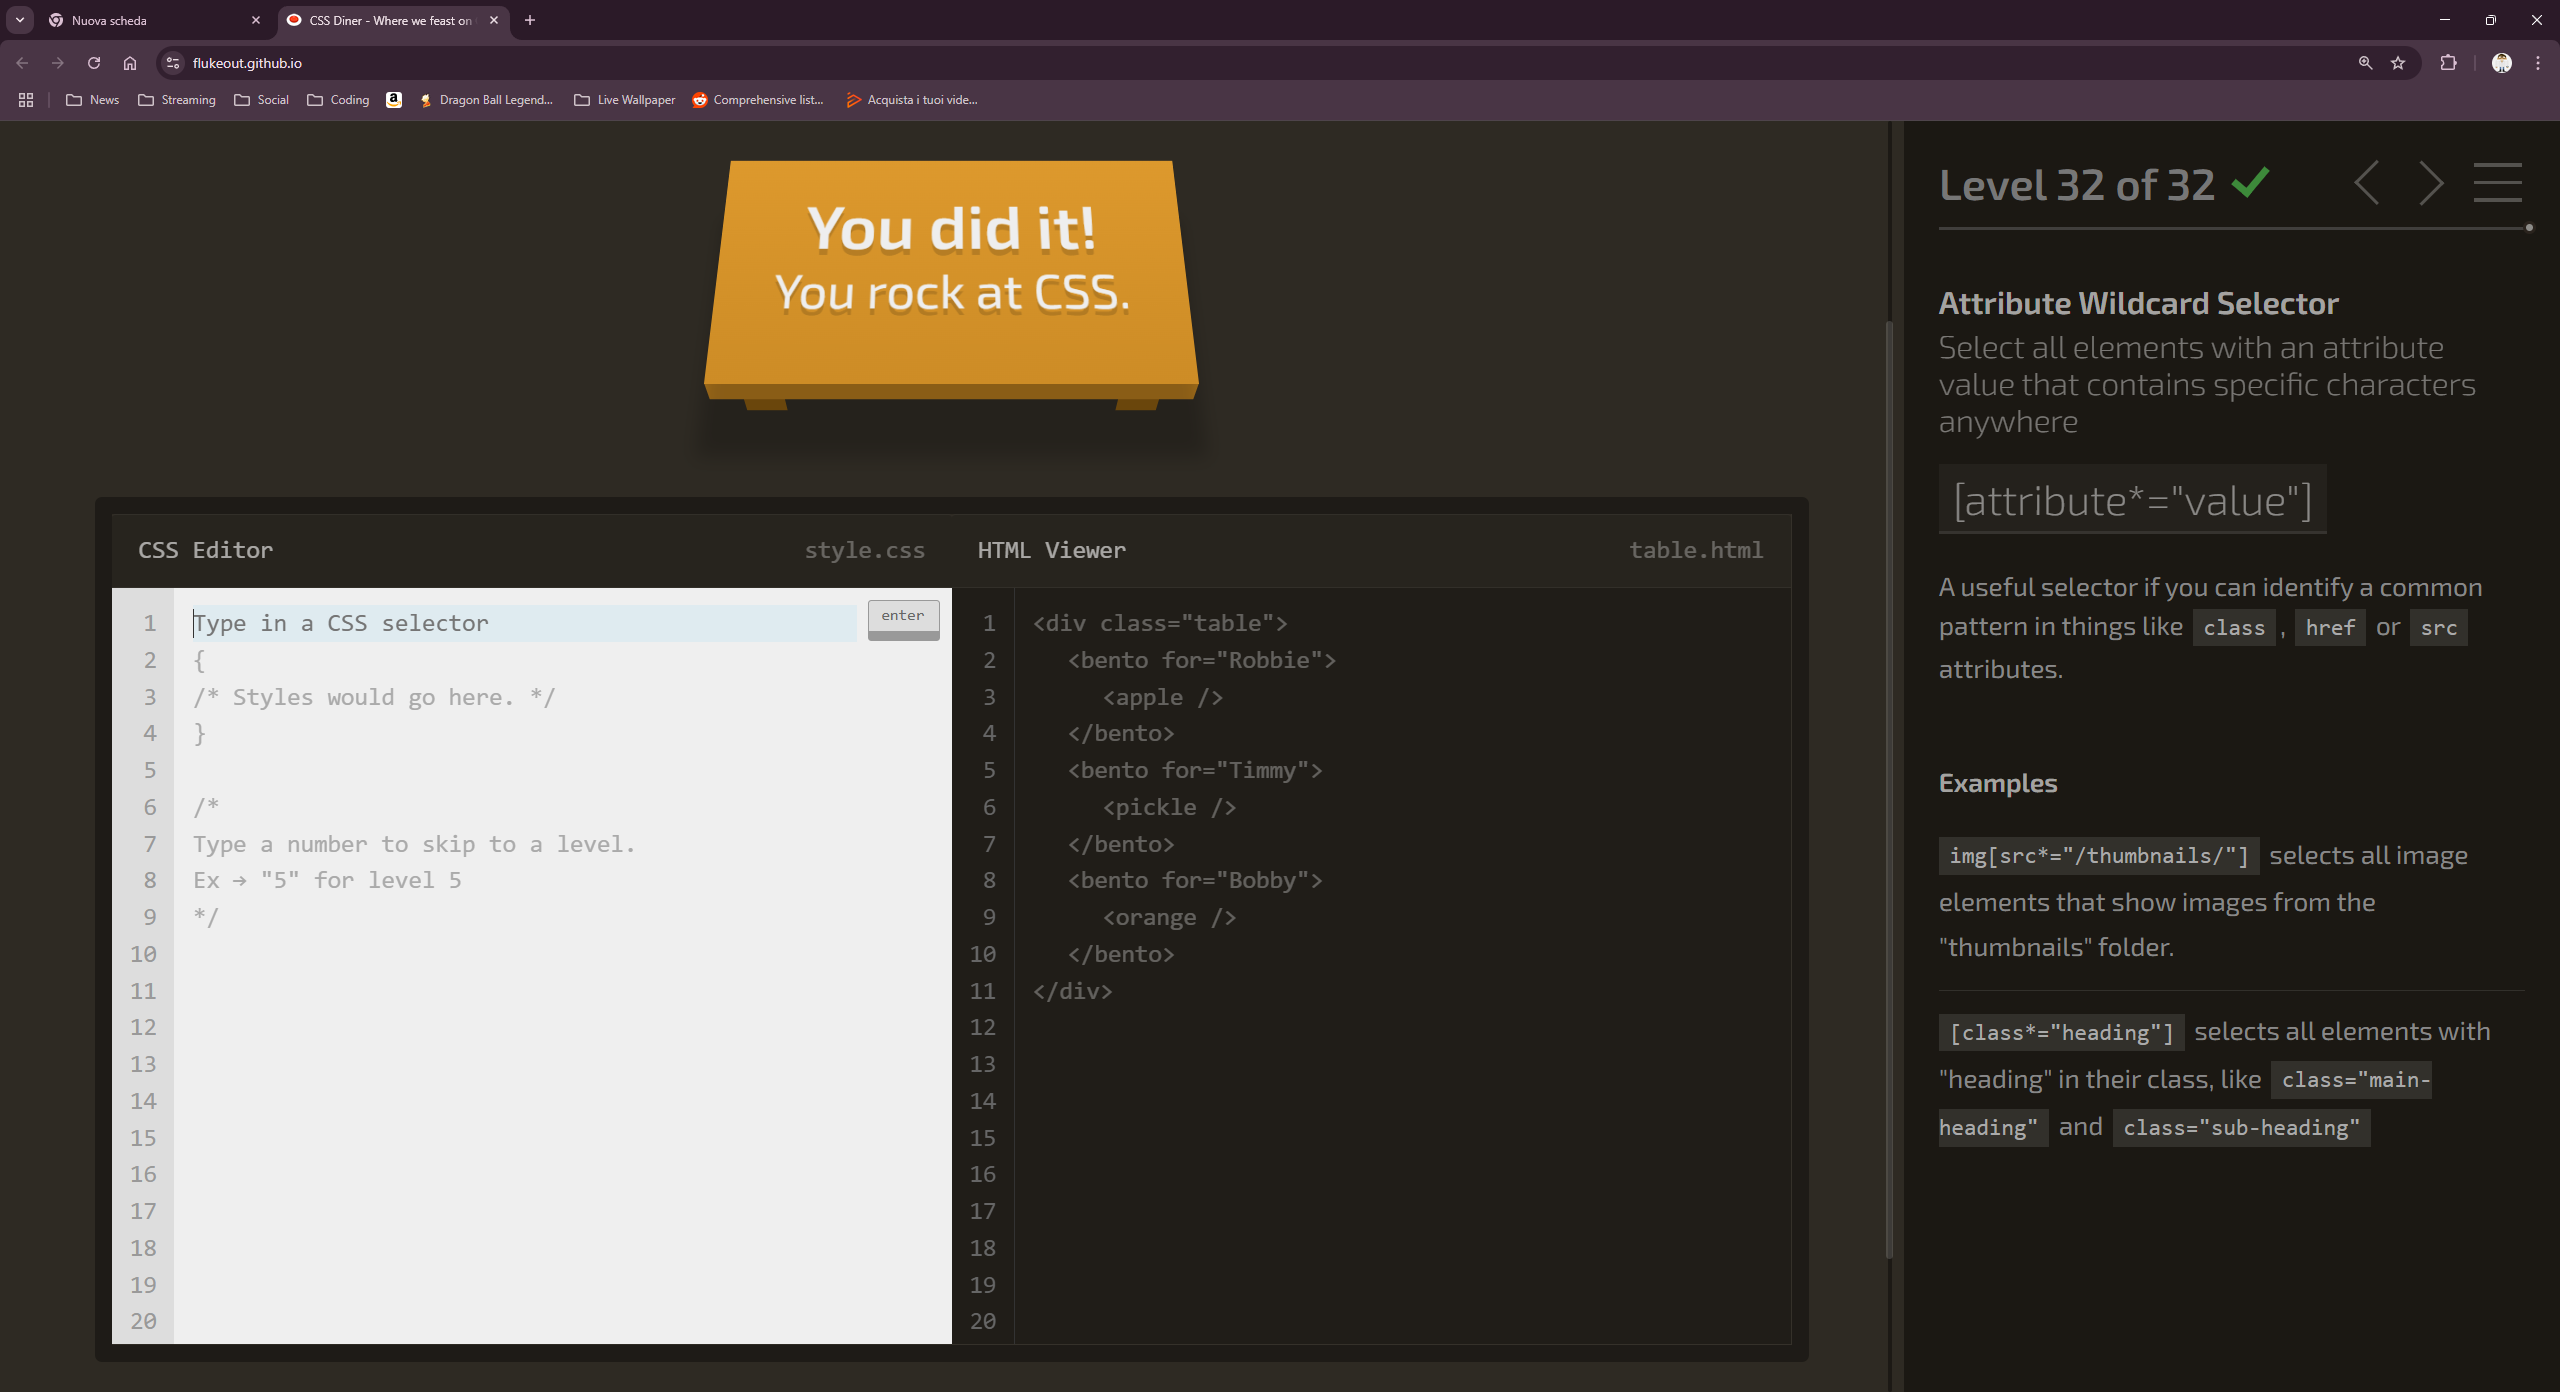 Nuova scheda
CSS Diner - Where we feast on
flukeout.github.io
News
Streaming
Social
Coding
Dragon Ball Legend...
Live Wallpaper
Comprehensive list...
Acquista i tuoi vide...
You did it!
You rock at CSS.
CSS Editor
style.css
HTML Viewer
table.html
1 Type in a CSS selector
enter
2 {
3 /* Styles would go here. */
4 }
5
6 /*
7 Type a number to skip to a level.
8 Ex → "5" for level 5
9 */
10
11
12
13
14
15
16
17
18
19
20
1 <div class="table">
2 <bento for="Robbie">
3 <apple />
4 </bento>
5 <bento for="Timmy">
6 <pickle />
7 </bento>
8 <bento for="Bobby">
9 <orange />
10 </bento>
11 </div>
12
13
14
15
16
17
18
19
20
Level 32 of 32
Attribute Wildcard Selector
Select all elements with an attribute
value that contains specific characters
anywhere
[attribute*="value"]
A useful selector if you can identify a common
pattern in things like class , href or src
attributes.
Examples
img[src*="/thumbnails/"] selects all image
elements that show images from the
"thumbnails" folder.
[class*="heading"] selects all elements with
"heading" in their class, like class="main-
heading" and class="sub-heading"